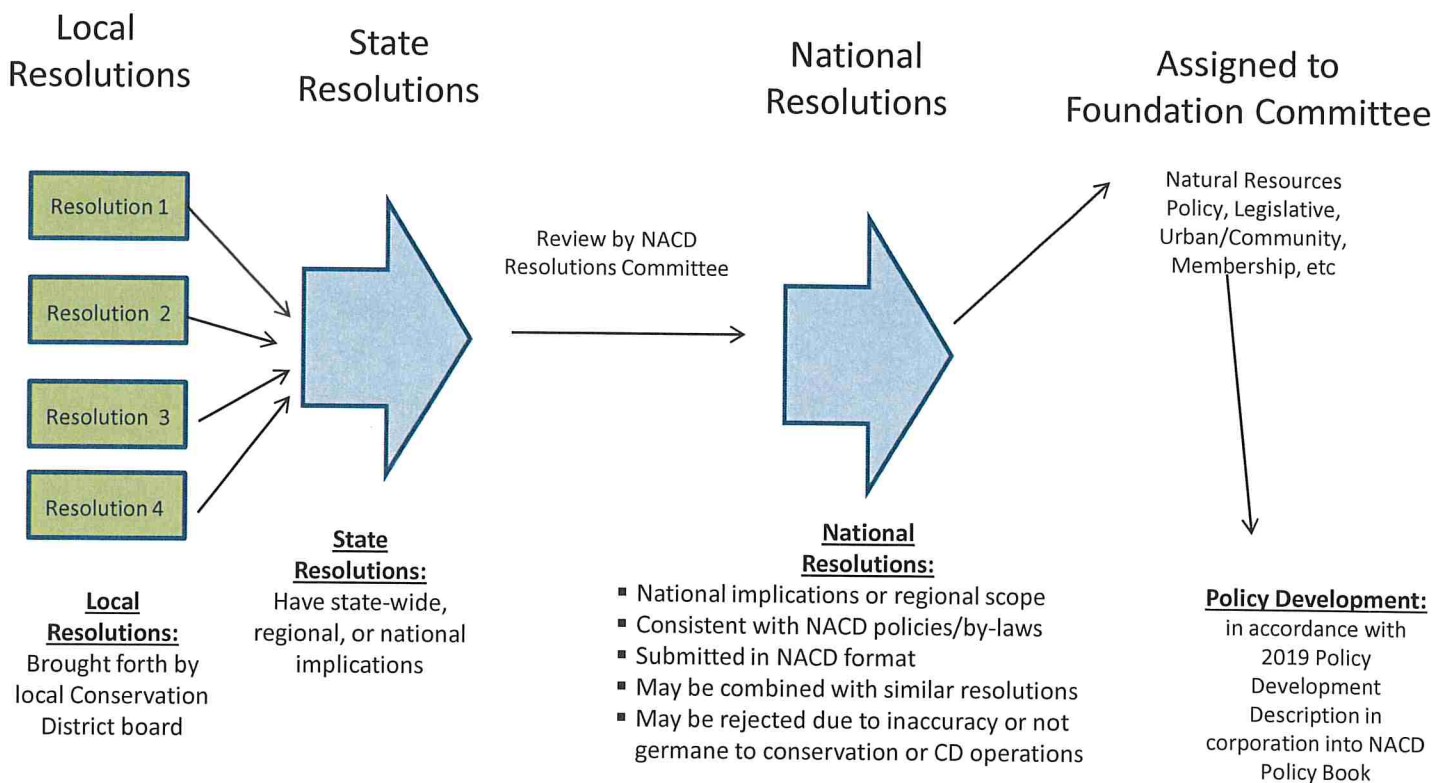 Local
Resolutions
State
Resolutions
National
Resolutions
Assigned to
Foundation Committee
Resolution 1
Resolution 2
Resolution 3
Resolution 4
Review by NACD
Resolutions Committee
Natural Resources
Policy, Legislative,
Urban/Community,
Membership, etc
Local
Resolutions:
Brought forth by
local Conservation
District board
State
Resolutions:
Have state-wide,
regional, or national
implications
National
Resolutions:
▪ National implications or regional scope
▪ Consistent with NACD policies/by-laws
▪ Submitted in NACD format
▪ May be combined with similar resolutions
▪ May be rejected due to inaccuracy or not
germane to conservation or CD operations
Policy Development:
in accordance with
2019 Policy
Development
Description in
corporation into NACD
Policy Book